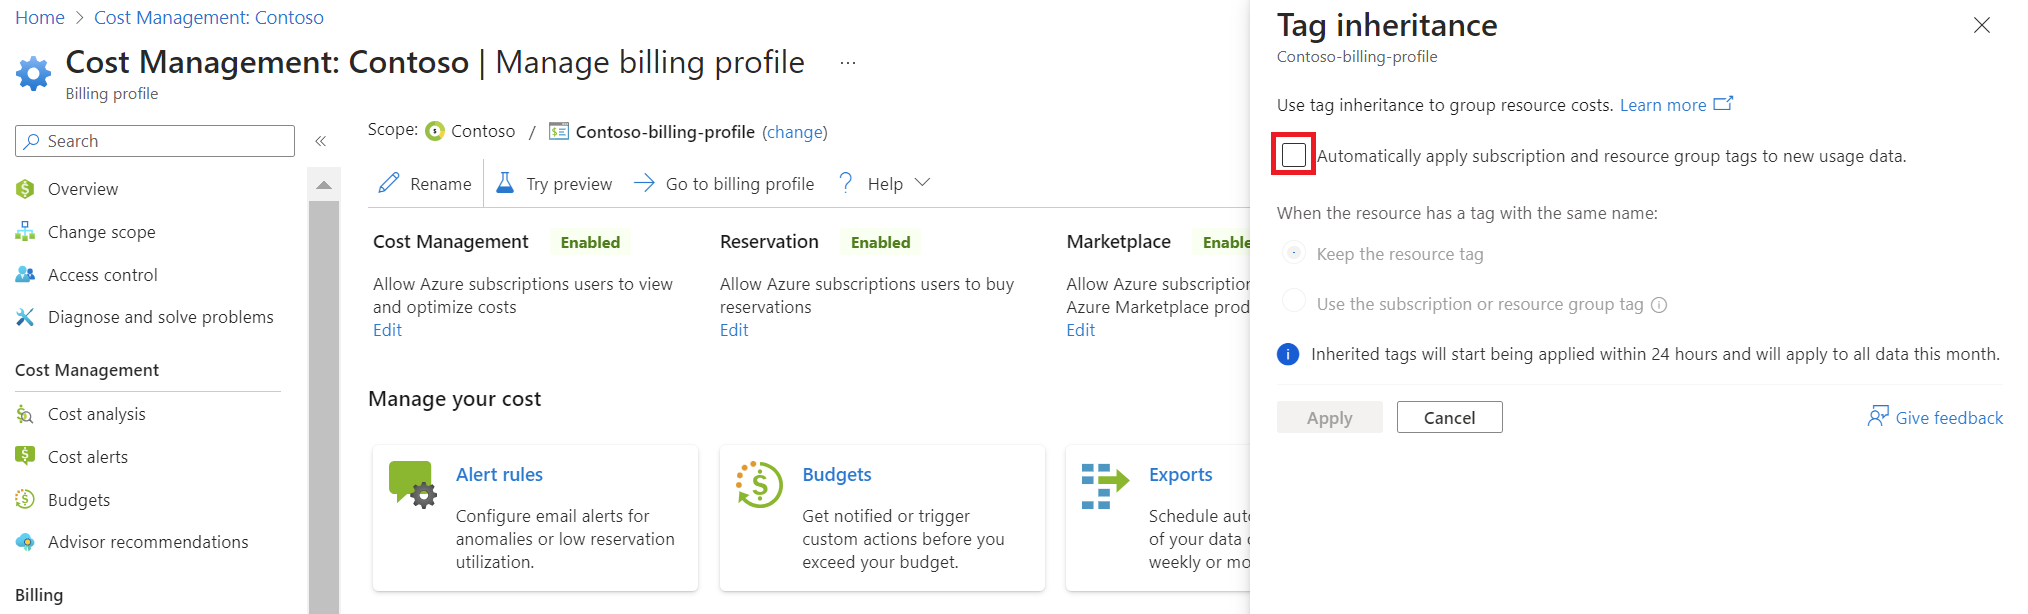 Home > Cost Management: Contoso
Cost Management: Contoso | Manage billing profile ...
Billing profile
Search
«
Overview
Change scope
Access control
Diagnose and solve problems
Cost Management
Cost analysis
Cost alerts
Budgets
Advisor recommendations
Billing
Scope: Contoso / Contoso-billing-profile (change)
Rename
Try preview
Go to billing profile
? Help
Cost Management Enabled
Allow Azure subscriptions users to view
and optimize costs
Edit
Reservation Enabled
Allow Azure subscriptions users to buy
reservations
Edit
Marketplace Enable
Allow Azure subscription
Azure Marketplace prod
Edit
Manage your cost
Alert rules
Configure email alerts for
anomalies or low reservation
utilization.
Budgets
Get notified or trigger
custom actions before you
exceed your budget.
Exports
Schedule aut
of your data
weekly or mo
Tag inheritance
Contoso-billing-profile
Use tag inheritance to group resource costs. Learn more
Automatically apply subscription and resource group tags to new usage data.
When the resource has a tag with the same name:
Keep the resource tag
Use the subscription or resource group tag
Inherited tags will start being applied within 24 hours and will apply to all data this month.
Apply
Cancel
Give feedback